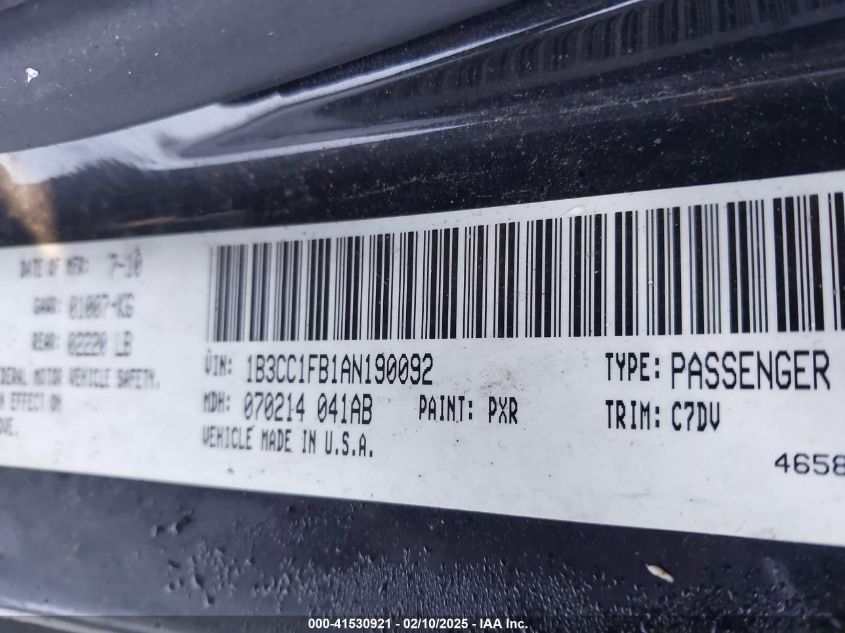 DATE OF MFR: 7-10
GAWR: 01007-KG
REAR: 02220 LB
FEDERAL MOTOR VEHICLE SAFETY.
IN EFFECT ON
VIN: 1B3CC1FB1AN190092
TYPE: PASSENGER
MDH: 070214 041AB PAINT: PXR
TRIM: C7DV
VEHICLE MADE IN U.S.A.
4658
000-41530921 - 02/10/2025 - © IAA Inc.